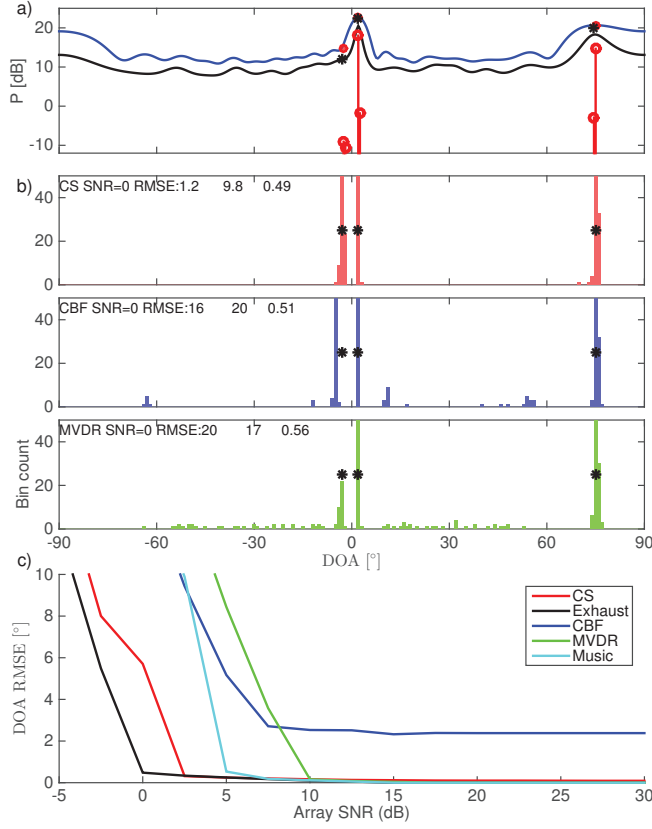 a)
20
10
0
-10
P [dB]
b)
CS SNR=0 RMSE:1.2 9.8 0.49
40
20
0
CBF SNR=0 RMSE:16 20 0.51
40
20
0
MVDR SNR=0 RMSE:20 17 0.56
40
20
0
Bin count
-90 -60 -30 0 30 60 90
DOA [°]
c)
10
8
6
4
2
0
DOA RMSE [°]
CS
Exhaust
CBF
MVDR
Music
-5 0 5 10 15 20 25 30
Array SNR (dB)